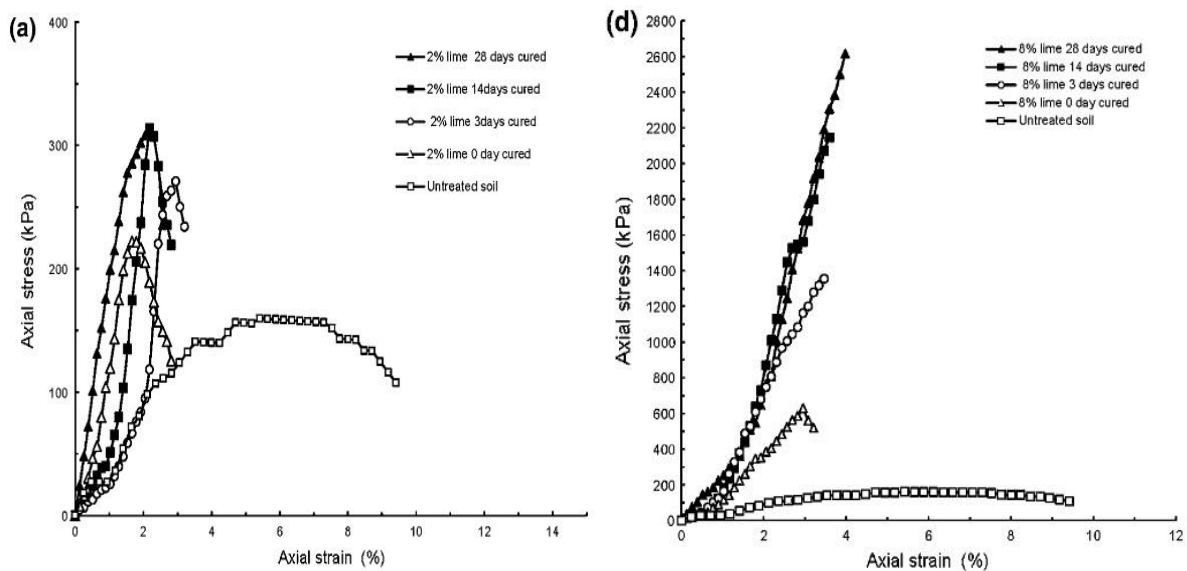 (a)
400
300
200
100
0
Axial stress (kPa)
2% lime 28 days cured
2% lime 14days cured
2% lime 3days cured
2% lime 0 day cured
Untreated soil
0 2 4 6 8 10 12 14
Axial strain (%)
(d)
2800
2600
2400
2200
2000
1800
1600
1400
1200
1000
800
600
400
200
0
Axial stress (kPa)
8% lime 28 days cured
8% lime 14 days cured
8% lime 3 days cured
8% lime 0 day cured
Untreated soil
0 2 4 6 8 10 12
Axial strain (%)